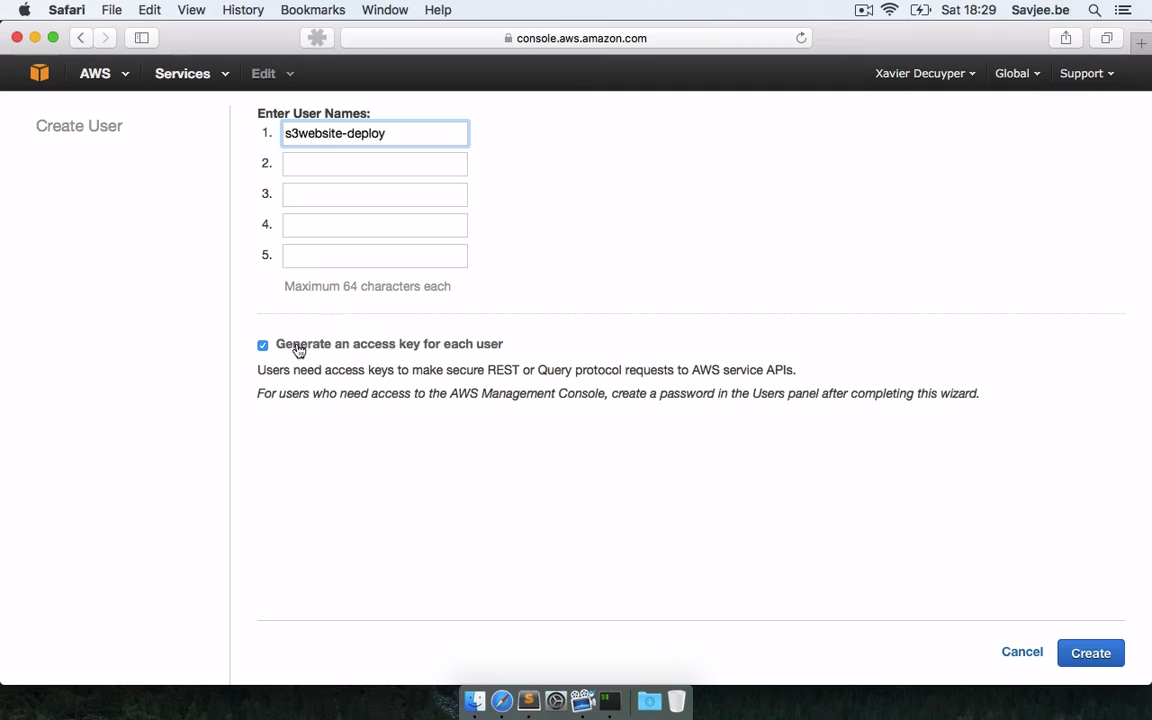 Safari File Edit View History Bookmarks Window Help Sat 18:29 Savjee.be
console.aws.amazon.com
AWS Services Edit Xavier Decuyper Global Support
Create User
Enter User Names:
1. s3website-deploy
2.
3.
4.
5.
Maximum 64 characters each
Generate an access key for each user
Users need access keys to make secure REST or Query protocol requests to AWS service APIs.
For users who need access to the AWS Management Console, create a password in the Users panel after completing this wizard.
Cancel Create